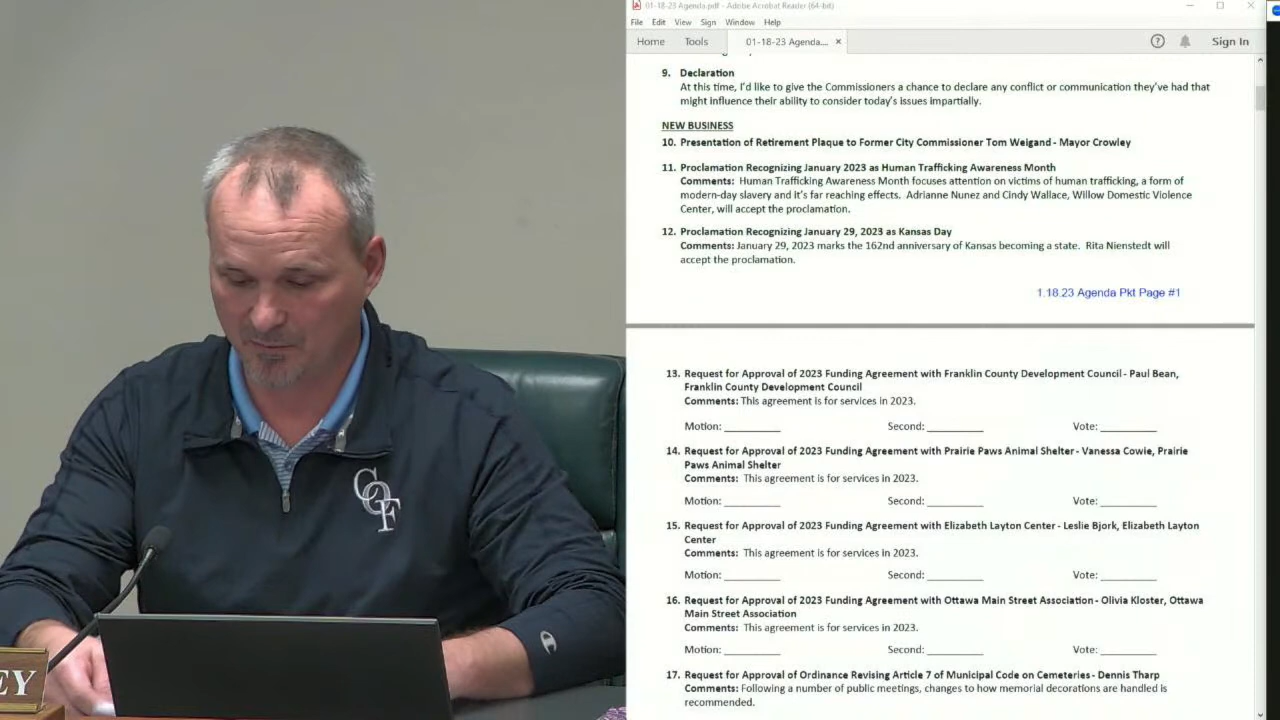 01-18-23 Agenda.pdf - Adobe Acrobat Reader (64-bit)
File Edit View Sign Window Help
Home Tools 01-18-23 Agenda.... × Sign In
9. Declaration
At this time, I'd like to give the Commissioners a chance to declare any conflict or communication they've had that
might influence their ability to consider today's issues impartially.
NEW BUSINESS
10. Presentation of Retirement Plaque to Former City Commissioner Tom Weigand - Mayor Crowley
11. Proclamation Recognizing January 2023 as Human Trafficking Awareness Month
Comments: Human Trafficking Awareness Month focuses attention on victims of human trafficking, a form of
modern-day slavery and it's far reaching effects. Adrianne Nunez and Cindy Wallace, Willow Domestic Violence
Center, will accept the proclamation.
12. Proclamation Recognizing January 29, 2023 as Kansas Day
Comments: January 29, 2023 marks the 162nd anniversary of Kansas becoming a state. Rita Nienstedt will
accept the proclamation.
1.18.23 Agenda Pkt Page #1
13. Request for Approval of 2023 Funding Agreement with Franklin County Development Council - Paul Bean,
Franklin County Development Council
Comments: This agreement is for services in 2023.
Motion: __________ Second: __________ Vote: __________
14. Request for Approval of 2023 Funding Agreement with Prairie Paws Animal Shelter - Vanessa Cowie, Prairie
Paws Animal Shelter
Comments: This agreement is for services in 2023.
Motion: __________ Second: __________ Vote: __________
15. Request for Approval of 2023 Funding Agreement with Elizabeth Layton Center - Leslie Bjork, Elizabeth Layton
Center
Comments: This agreement is for services in 2023.
Motion: __________ Second: __________ Vote: __________
16. Request for Approval of 2023 Funding Agreement with Ottawa Main Street Association - Olivia Kloster, Ottawa
Main Street Association
Comments: This agreement is for services in 2023.
Motion: __________ Second: __________ Vote: __________
17. Request for Approval of Ordinance Revising Article 7 of Municipal Code on Cemeteries - Dennis Tharp
Comments: Following a number of public meetings, changes to how memorial decorations are handled is
recommended.
COF
EY